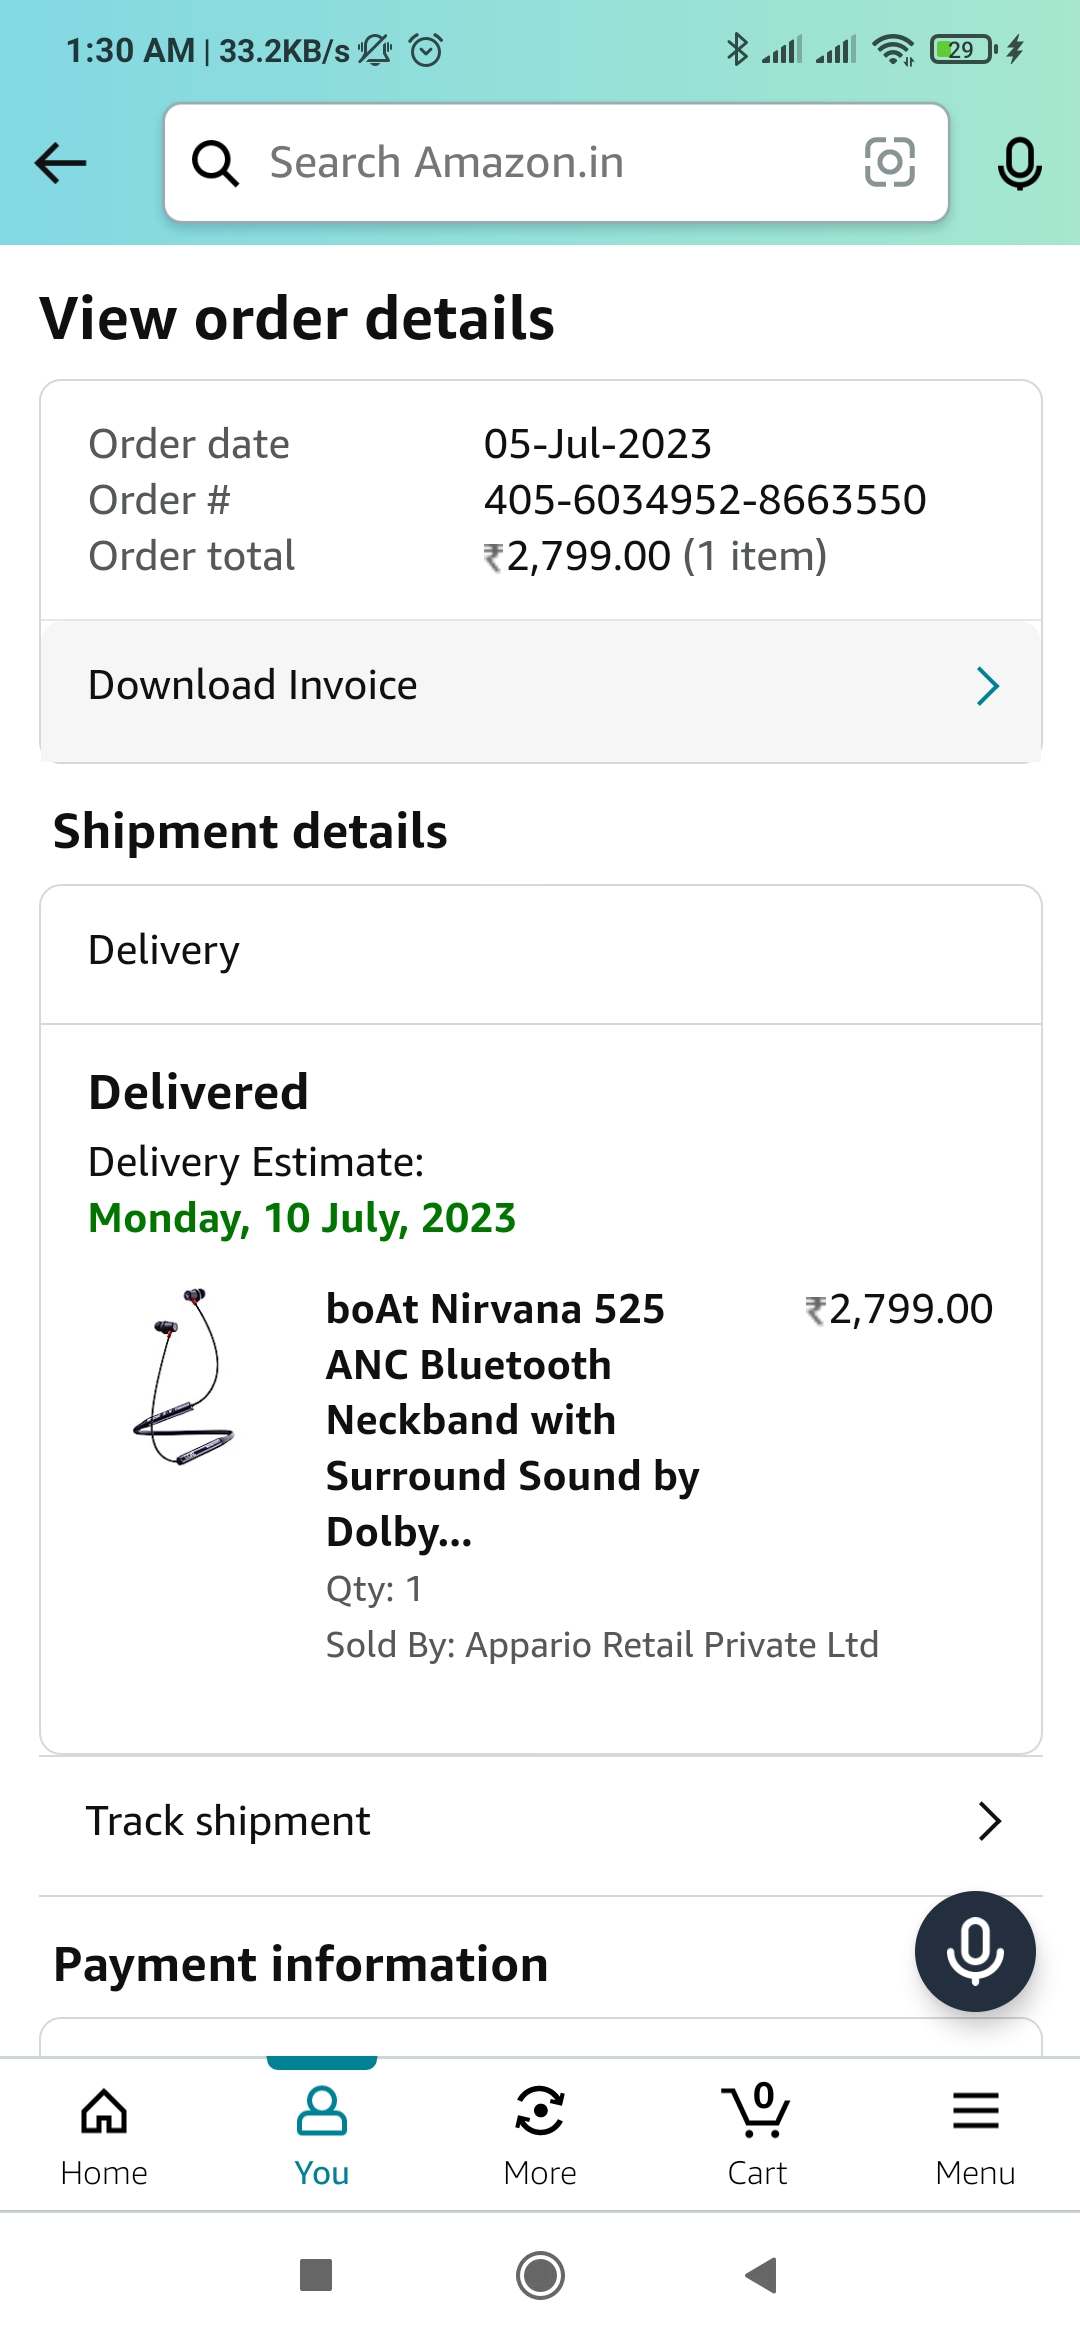 1:30 AM | 33.2KB/s
29
Search Amazon.in
View order details
Order date 05-Jul-2023
Order # 405-6034952-8663550
Order total ₹2,799.00 (1 item)
Download Invoice
Shipment details
Delivery
Delivered
Delivery Estimate:
Monday, 10 July, 2023
boAt Nirvana 525 ₹2,799.00
ANC Bluetooth
Neckband with
Surround Sound by
Dolby...
Qty: 1
Sold By: Appario Retail Private Ltd
Track shipment
Payment information
0
Home You More Cart Menu